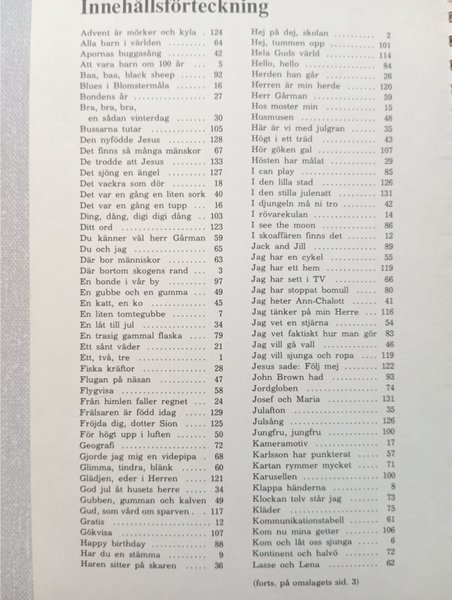 Innehållsförteckning
Advent är mörker och kyla . 124
Alla barn i världen . 64
Apornas buggasång . 42
Att vara barn om 100 år . 5
Baa, baa, black sheep . 92
Blues i Blomstermåla . 16
Bondens år . 27
Bra, bra, bra,
en sådan vinterdag . 30
Bussarna tutar . 105
Den nyfödde Jesus . 128
Det finns så många mänskor 67
De trodde att Jesus . 133
Det sjöng en ängel . 127
Det vackra som dör . 18
Det var en gång en liten sork 40
Det var en gång en tupp . 16
Ding, dång, digi digi dång . 103
Ditt ord . 123
Du känner väl herr Gårman 59
Du och jag . 65
Där bor människor . 63
Där bortom skogens rand . 3
En bonde i vår by . 97
En gubbe och en gumma . 49
En katt, en ko . 45
En liten tomtegubbe . 7
En låt till jul . 34
En trasig gammal flaska . 79
Ett sånt väder . 21
Ett, två, tre . 1
Fiska kräftor . 28
Flugan på näsan . 47
Flygvisa . 58
Från himlen faller regnet . 24
Frälsaren är född idag . 129
Fröjda dig, dotter Sion . 125
För högt upp i luften . 50
Geografi . 72
Gjorde jag mig en videpipa . 68
Glimma, tindra, blänk . 60
Glädjen, eder i Herren . 121
God jul åt husets herre . 34
Gubben, gumman och kalven 49
Gud, som vård om sparven . 117
Gratis . 12
Gökvisa . 107
Happy birthday . 88
Har du en stämma . 9
Haren sitter på skaren . 36
Hej på dej, skolan . 2
Hej, tummen opp . 101
Hela Guds värld . 114
Hello, hello . 84
Herden han går . 26
Herren är min herde . 120
Herr Gårman . 59
Hos moster min . 15
Husmusen . 48
Här är vi med julgran . 35
Högt i ett träd . 43
Hör göken gal . 107
Hösten har målat . 29
I can play . 85
I den lilla stad . 126
I den stilla julenatt . 131
I djungeln må ni tro . 42
I rövarekulan . 14
I see the moon . 86
I skoaffären finns det . 12
Jack and Jill . 89
Jag har en cykel . 55
Jag har ett hem . 119
Jag har sett i TV . 66
Jag har stoppat bomull . 80
Jag heter Ann-Chalott . 41
Jag tänker på min Herre . 116
Jag vet en stjärna . 54
Jag vet faktiskt hur man gör 83
Jag vill gå vall . 46
Jag vill sjunga och ropa . 119
Jesus sade: Följ mej . 122
John Brown had . 93
Jordgloben . 74
Josef och Maria . 131
Julafton . 35
Julsång . 126
Jungfru, jungfru . 100
Kameramotiv . 17
Karlsson har punkterat . 57
Kartan rymmer mycket . 71
Karusellen . 100
Klappa händerna . 8
Klockan tolv står jag . 73
Kläder . 75
Kommunikationstabell . 61
Kom nu mina getter . 106
Kom och låt oss sjunga . 6
Kontinent och halvö . 72
Lasse och Lena . 62
(forts. på omslagets sid. 3)